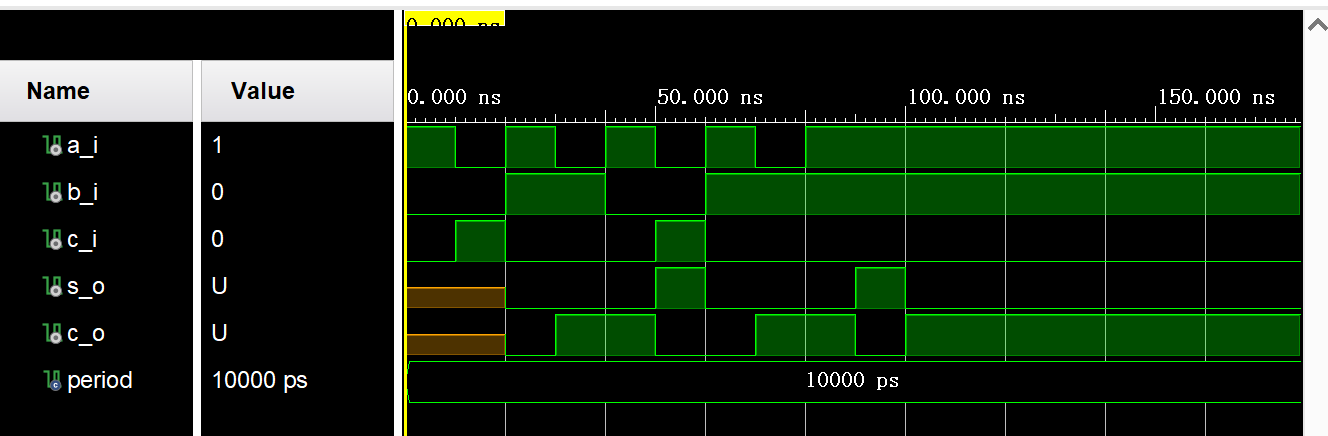 0.000 ns
Name Value
0.000 ns 50.000 ns 100.000 ns 150.000 ns
a_i 1
b_i 0
c_i 0
s_o U
c_o U
period 10000 ps 10000 ps